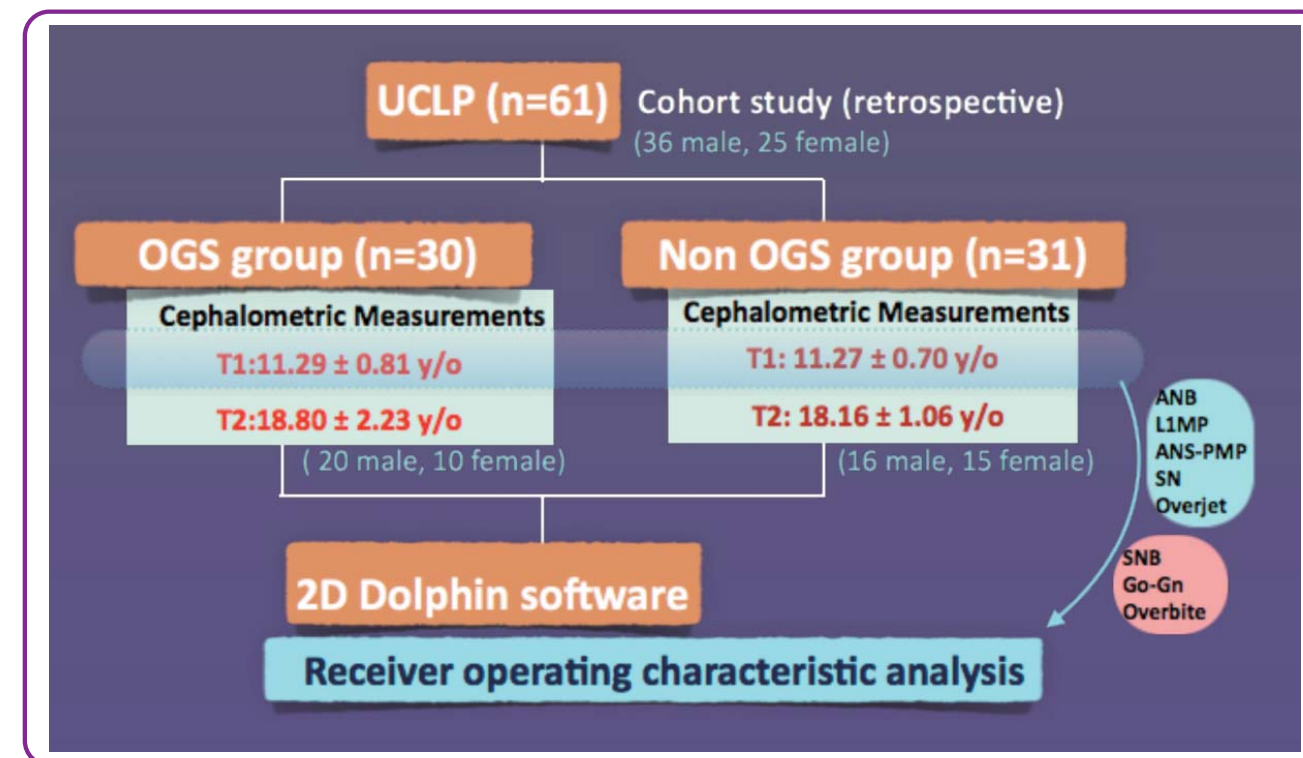 UCLP (n=61)
Cohort study (retrospective)
(36 male, 25 female)
OGS group (n=30)
Cephalometric Measurements
T1:11.29 ± 0.81 y/o
T2:18.80 ± 2.23 y/o
( 20 male, 10 female)
Non OGS group (n=31)
Cephalometric Measurements
T1: 11.27 ± 0.70 y/o
T2: 18.16 ± 1.06 y/o
(16 male, 15 female)
ANB
L1MP
ANS-PMP
SN
Overjet
SNB
Go-Gn
Overbite
2D Dolphin software
Receiver operating characteristic analysis